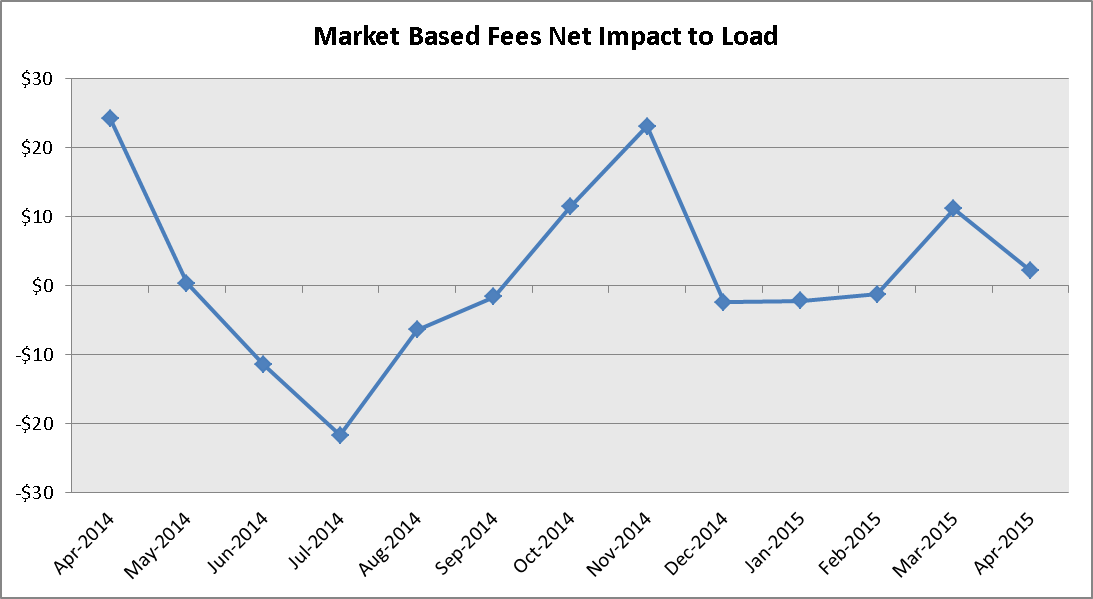 Market Based Fees Net Impact to Load
$30
$20
$10
$0
-$10
-$20
-$30
Apr-2014
May-2014
Jun-2014
Jul-2014
Aug-2014
Sep-2014
Oct-2014
Nov-2014
Dec-2014
Jan-2015
Feb-2015
Mar-2015
Apr-2015